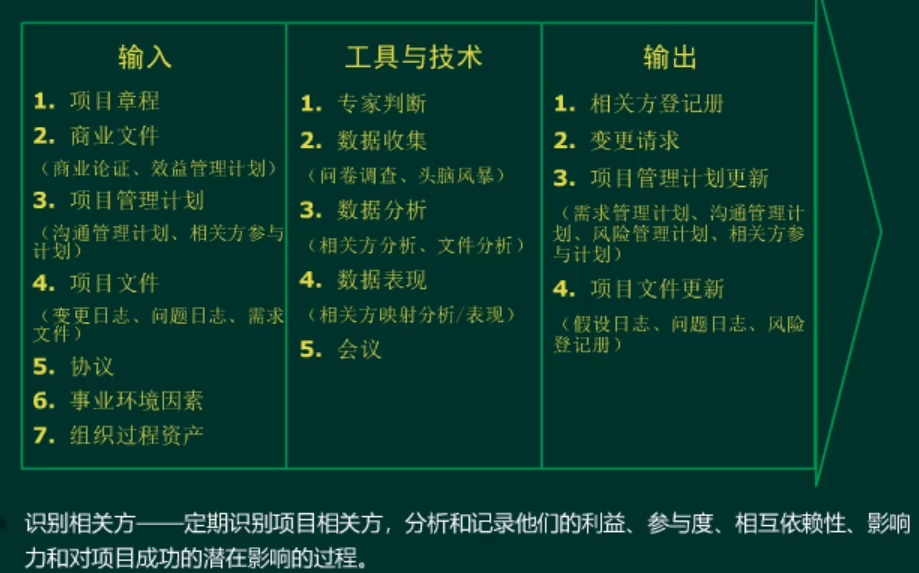 输入
1. 项目章程
2. 商业文件
（商业论证、效益管理计划）
3. 项目管理计划
（沟通管理计划、相关方参与
计划）
4. 项目文件
（变更日志、问题日志、需求
文件）
5. 协议
6. 事业环境因素
7. 组织过程资产
工具与技术
1. 专家判断
2. 数据收集
（问卷调查、头脑风暴）
3. 数据分析
（相关方分析、文件分析）
4. 数据表现
（相关方映射分析/表现）
5. 会议
输出
1. 相关方登记册
2. 变更请求
3. 项目管理计划更新
（需求管理计划、沟通管理计
划、风险管理计划、相关方参
与计划）
4. 项目文件更新
（假设日志、问题日志、风险
登记册）
识别相关方——定期识别项目相关方，分析和记录他们的利益、参与度、相互依赖性、影响
力和对项目成功的潜在影响的过程。